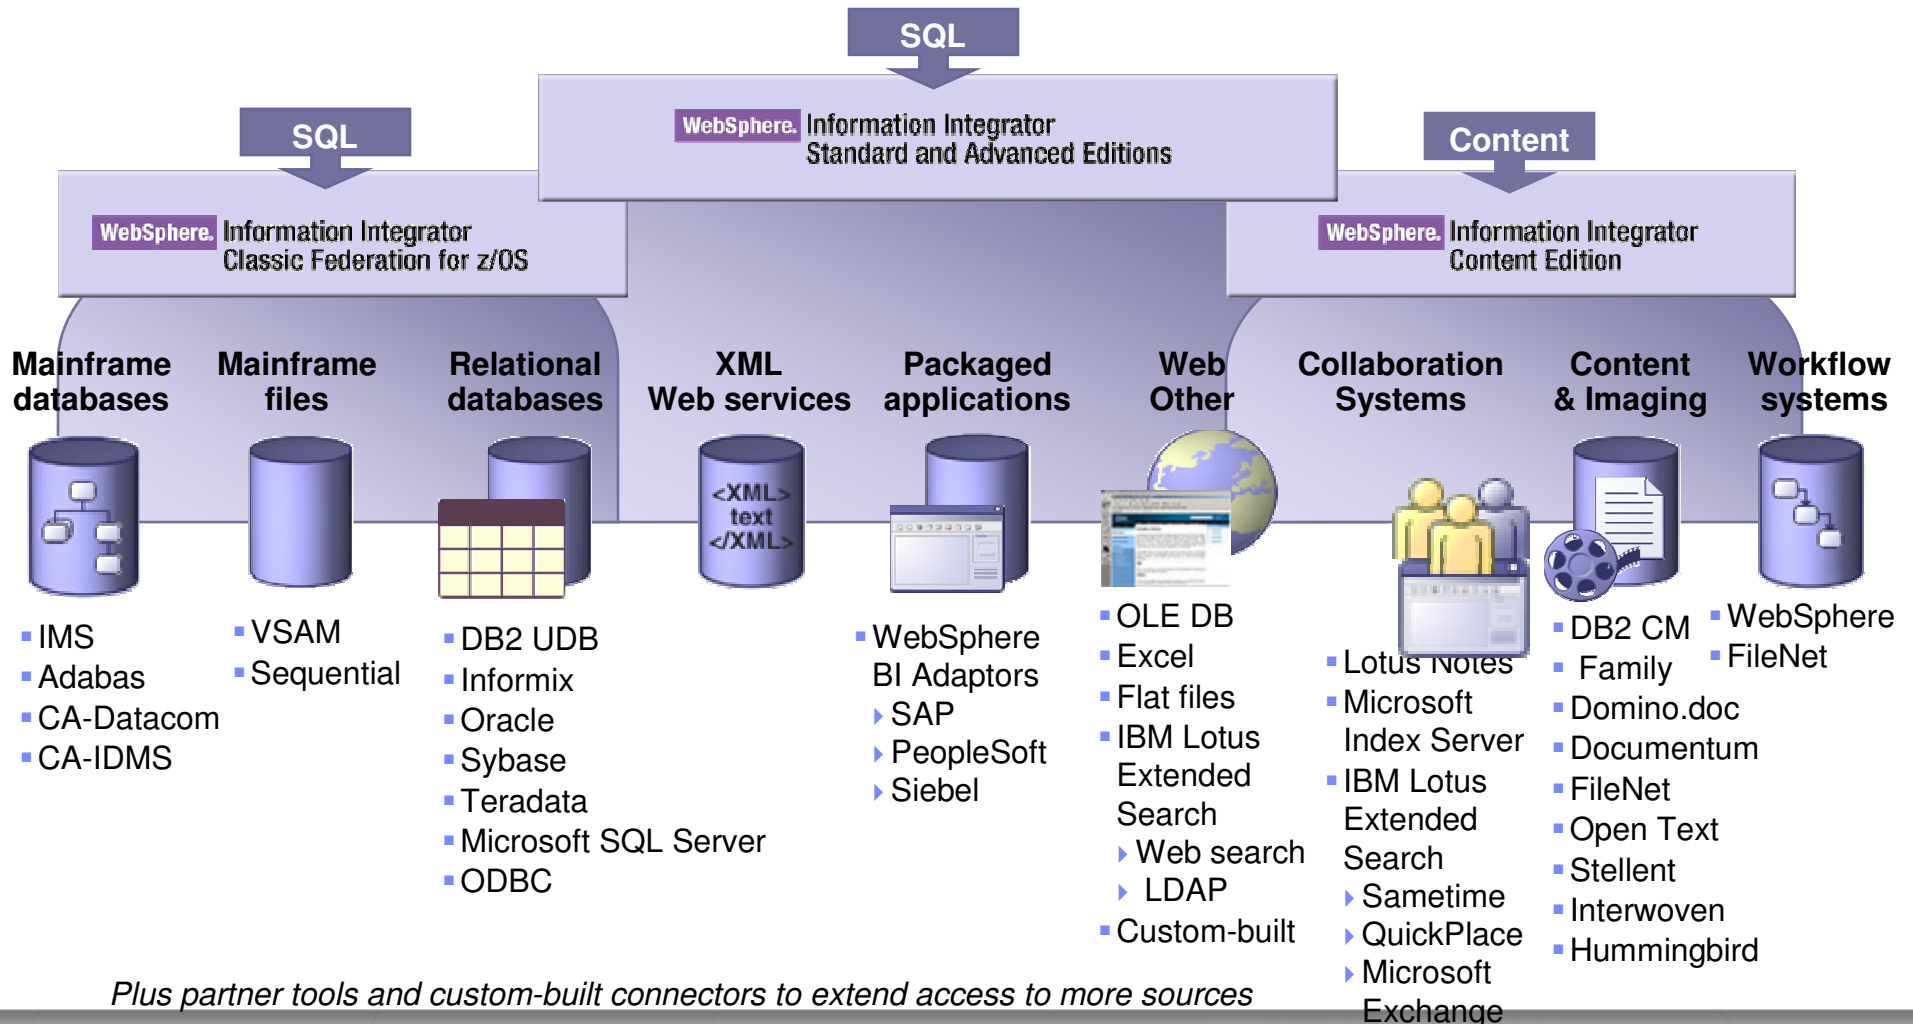 SQL
WebSphere. Information Integrator
Standard and Advanced Editions
SQL
WebSphere. Information Integrator
Classic Federation for z/OS
Content
WebSphere. Information Integrator
Content Edition
Mainframe
databases
IMS
Adabas
CA-Datacom
CA-IDMS
Mainframe
files
VSAM
Sequential
Relational
databases
DB2 UDB
Informix
Oracle
Sybase
Teradata
Microsoft SQL Server
ODBC
XML
Web services
<XML>
text
</XML>
Packaged
applications
WebSphere
BI Adaptors
SAP
PeopleSoft
Siebel
Web
Other
OLE DB
Excel
Flat files
IBM Lotus
Extended
Search
Web search
LDAP
Custom-built
Collaboration
Systems
Lotus Notes
Microsoft
Index Server
IBM Lotus
Extended
Search
Sametime
QuickPlace
Microsoft
Exchange
Content
& Imaging
DB2 CM
Family
Domino.doc
Documentum
FileNet
Open Text
Stellent
Interwoven
Hummingbird
Workflow
systems
WebSphere
FileNet
Plus partner tools and custom-built connectors to extend access to more sources